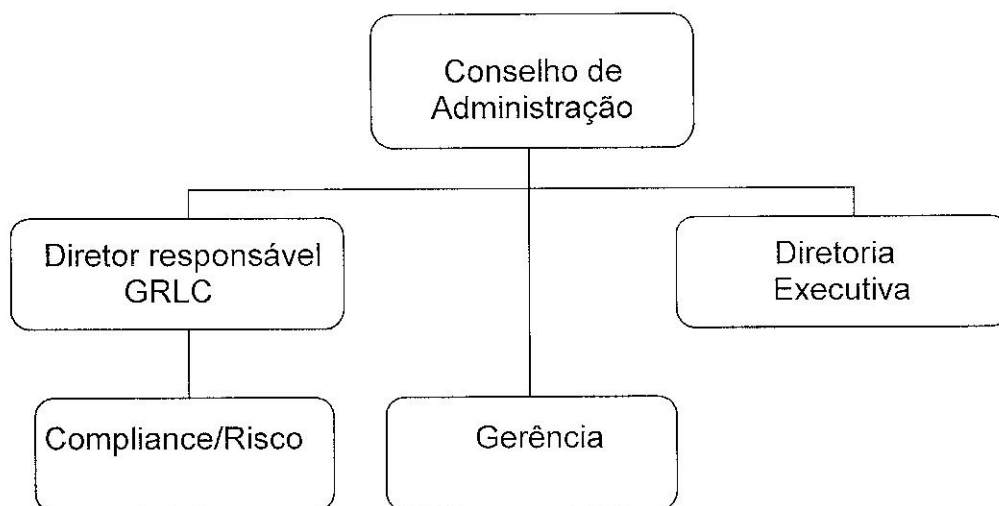 Conselho de
Administração
Diretor responsável
GRLC
Diretoria
Executiva
Compliance/Risco
Gerência